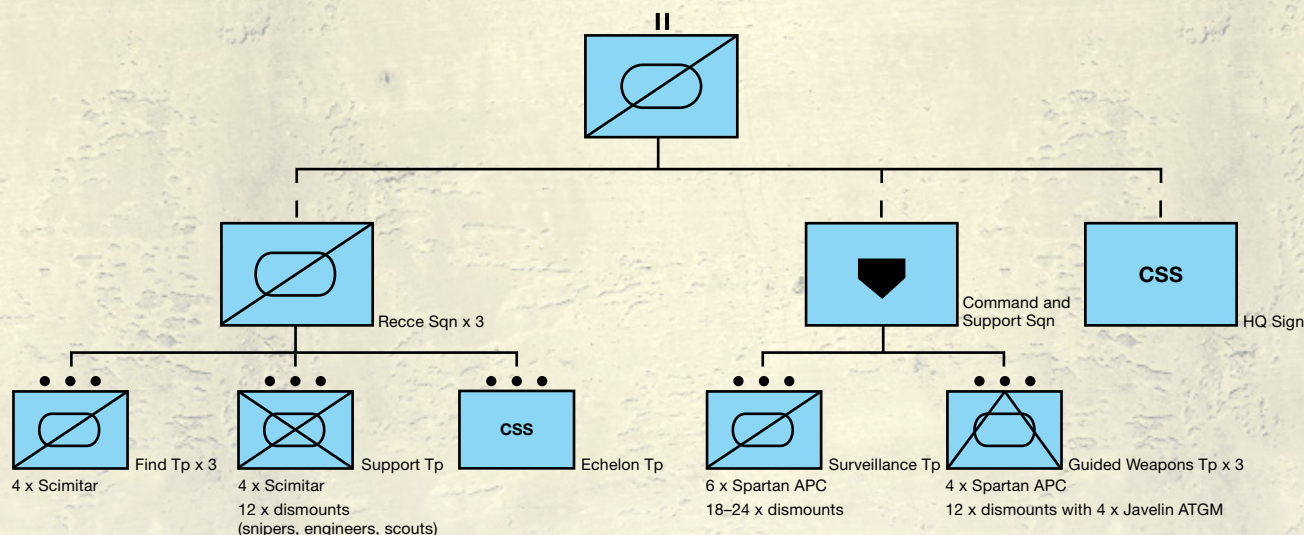 CSS
Recce Sqn x 3
Command and
Support Sqn
HQ Sign
CSS
Find Tp x 3
Support Tp
Echelon Tp
Surveillance Tp
Guided Weapons Tp x 3
4 x Scimitar
4 x Scimitar
12 x dismounts
(snipers, engineers, scouts)
6 x Spartan APC
18–24 x dismounts
4 x Spartan APC
12 x dismounts with 4 x Javelin ATGM